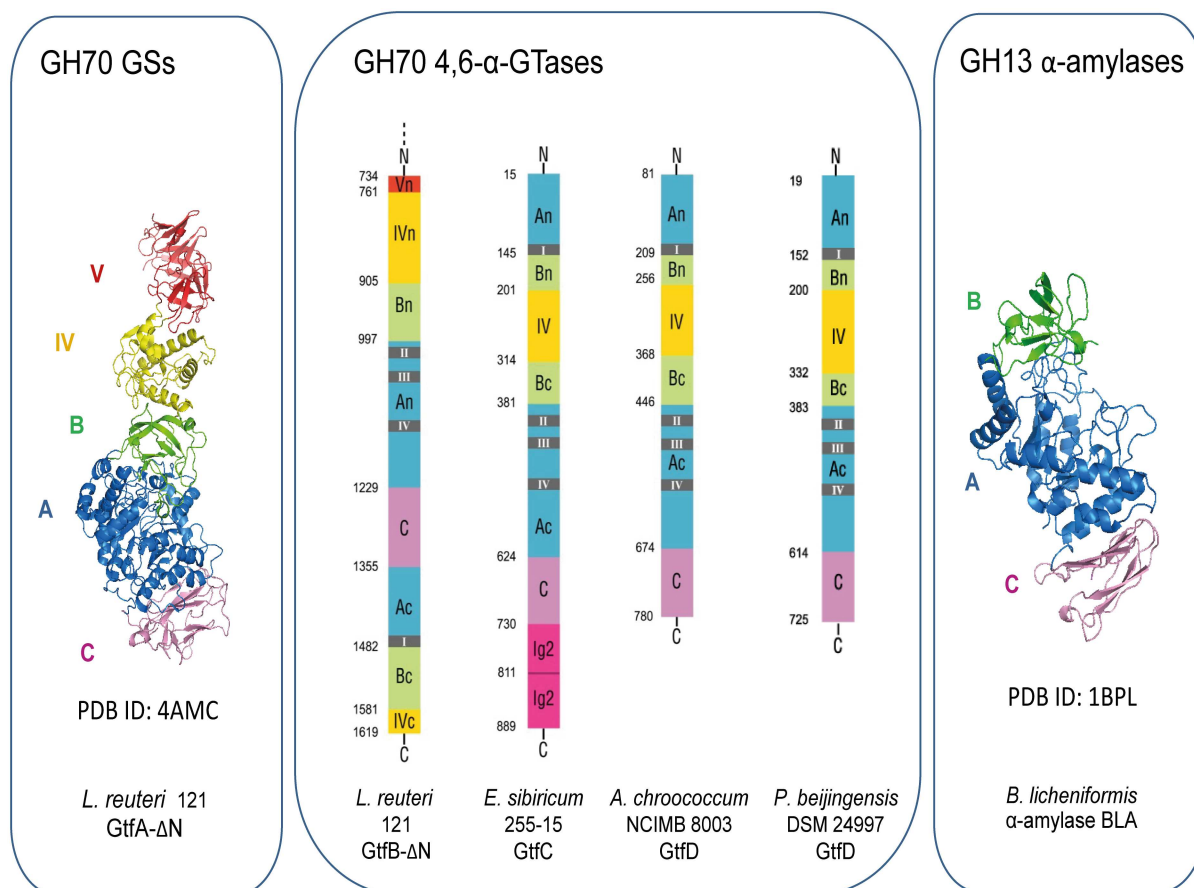 GH70 GSs
V
IV
B
A
C
PDB ID: 4AMC
L. reuteri 121
GtfA-ΔN
GH70 4,6-α-GTases
N
734
Vn
761
IVn
905
Bn
997
II
III
An
IV
1229
C
1355
Ac
I
1482
Bc
1581
IVc
1619
C
L. reuteri
121
GtfB-ΔN
N
15
An
I
145
Bn
201
IV
314
Bc
381
II
III
IV
Ac
624
C
730
Ig2
811
Ig2
889
C
E. sibiricum
255-15
GtfC
N
81
An
I
209
Bn
256
IV
368
Bc
446
II
III
Ac
IV
674
C
780
C
A. chroococcum
NCIMB 8003
GtfD
N
19
An
I
152
Bn
200
IV
332
Bc
383
II
III
Ac
IV
614
C
725
C
P. beijingensis
DSM 24997
GtfD
GH13 α-amylases
B
A
C
PDB ID: 1BPL
B. licheniformis
α-amylase BLA